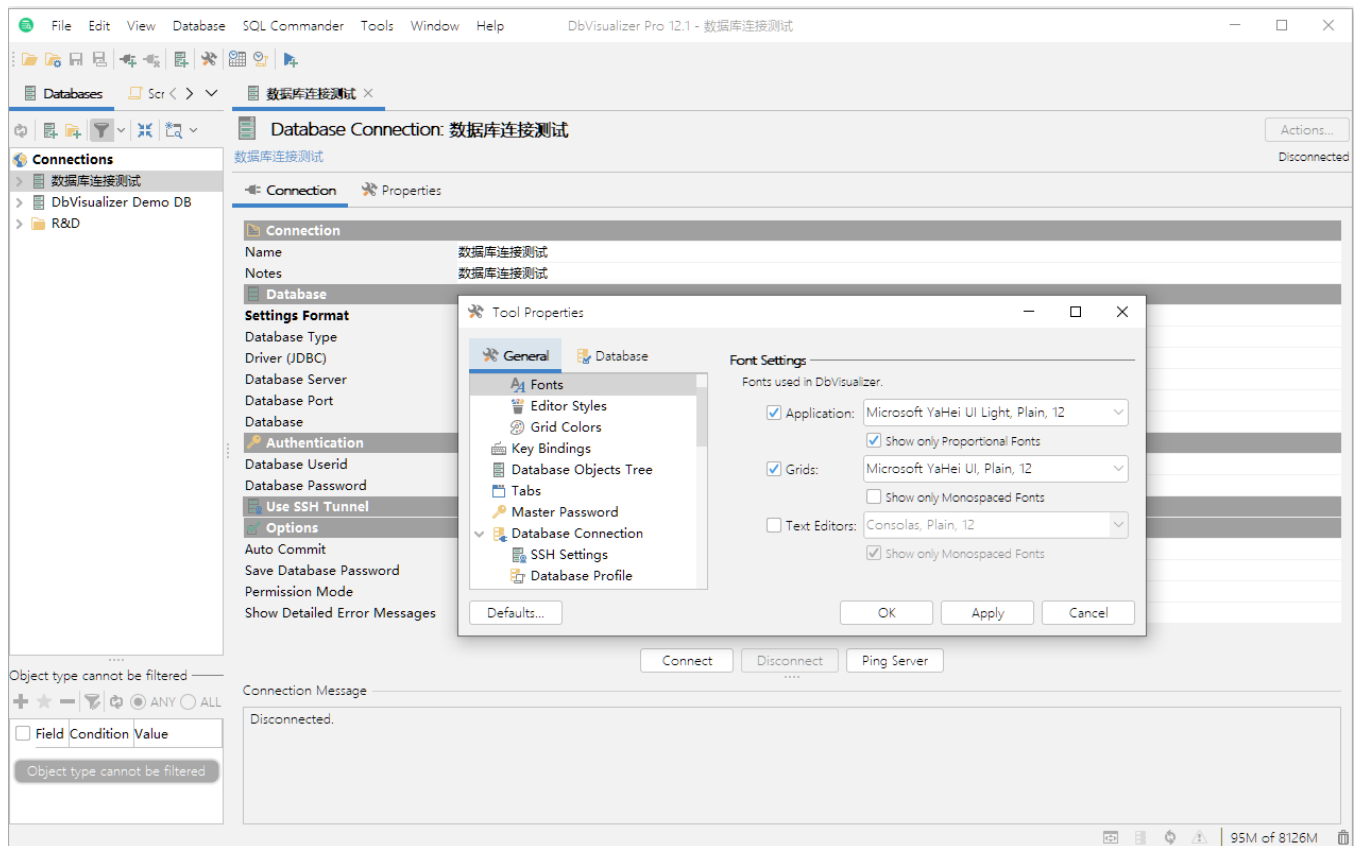 File Edit View Database SQL Commander Tools Window Help DbVisualizer Pro 12.1 - 数据库连接测试
Databases Scr 数据库连接测试
Database Connection: 数据库连接测试 Actions...
数据库连接测试 Disconnected
Connections
数据库连接测试
DbVisualizer Demo DB
R&D
Connection Properties
Connection
Name 数据库连接测试
Notes 数据库连接测试
Database
Settings Format
Database Type
Driver (JDBC)
Database Server
Database Port
Database
Authentication
Database Userid
Database Password
Use SSH Tunnel
Options
Auto Commit
Save Database Password
Permission Mode
Show Detailed Error Messages
Tool Properties
General Database
Fonts
Editor Styles
Grid Colors
Key Bindings
Database Objects Tree
Tabs
Master Password
Database Connection
SSH Settings
Database Profile
Font Settings
Fonts used in DbVisualizer.
Application: Microsoft YaHei UI Light, Plain, 12
Show only Proportional Fonts
Grids: Microsoft YaHei UI, Plain, 12
Show only Monospaced Fonts
Text Editors: Consolas, Plain, 12
Show only Monospaced Fonts
Defaults... OK Apply Cancel
Connect Disconnect Ping Server
Object type cannot be filtered
ANY ALL
Field Condition Value
Object type cannot be filtered
Connection Message
Disconnected.
95M of 8126M